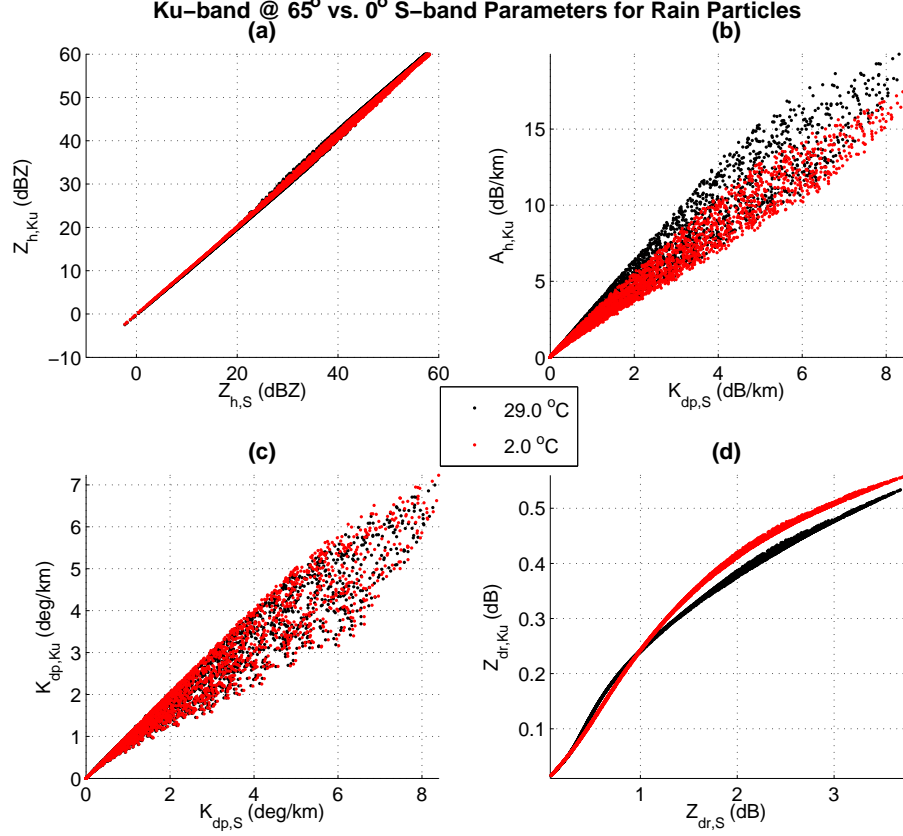 Ku−band @ 65° vs. 0° S−band Parameters for Rain Particles
(a)
60
50
40
30
20
10
0
−10
0
20
40
60
Z_h,Ku (dBZ)
Z_h,S (dBZ)
(b)
15
10
5
0
0
2
4
6
8
A_h,Ku (dB/km)
K_dp,S (dB/km)
29.0 °C
2.0 °C
(c)
7
6
5
4
3
2
1
0
0
2
4
6
8
K_dp,Ku (deg/km)
K_dp,S (deg/km)
(d)
0.5
0.4
0.3
0.2
0.1
1
2
3
Z_dr,Ku (dB)
Z_dr,S (dB)